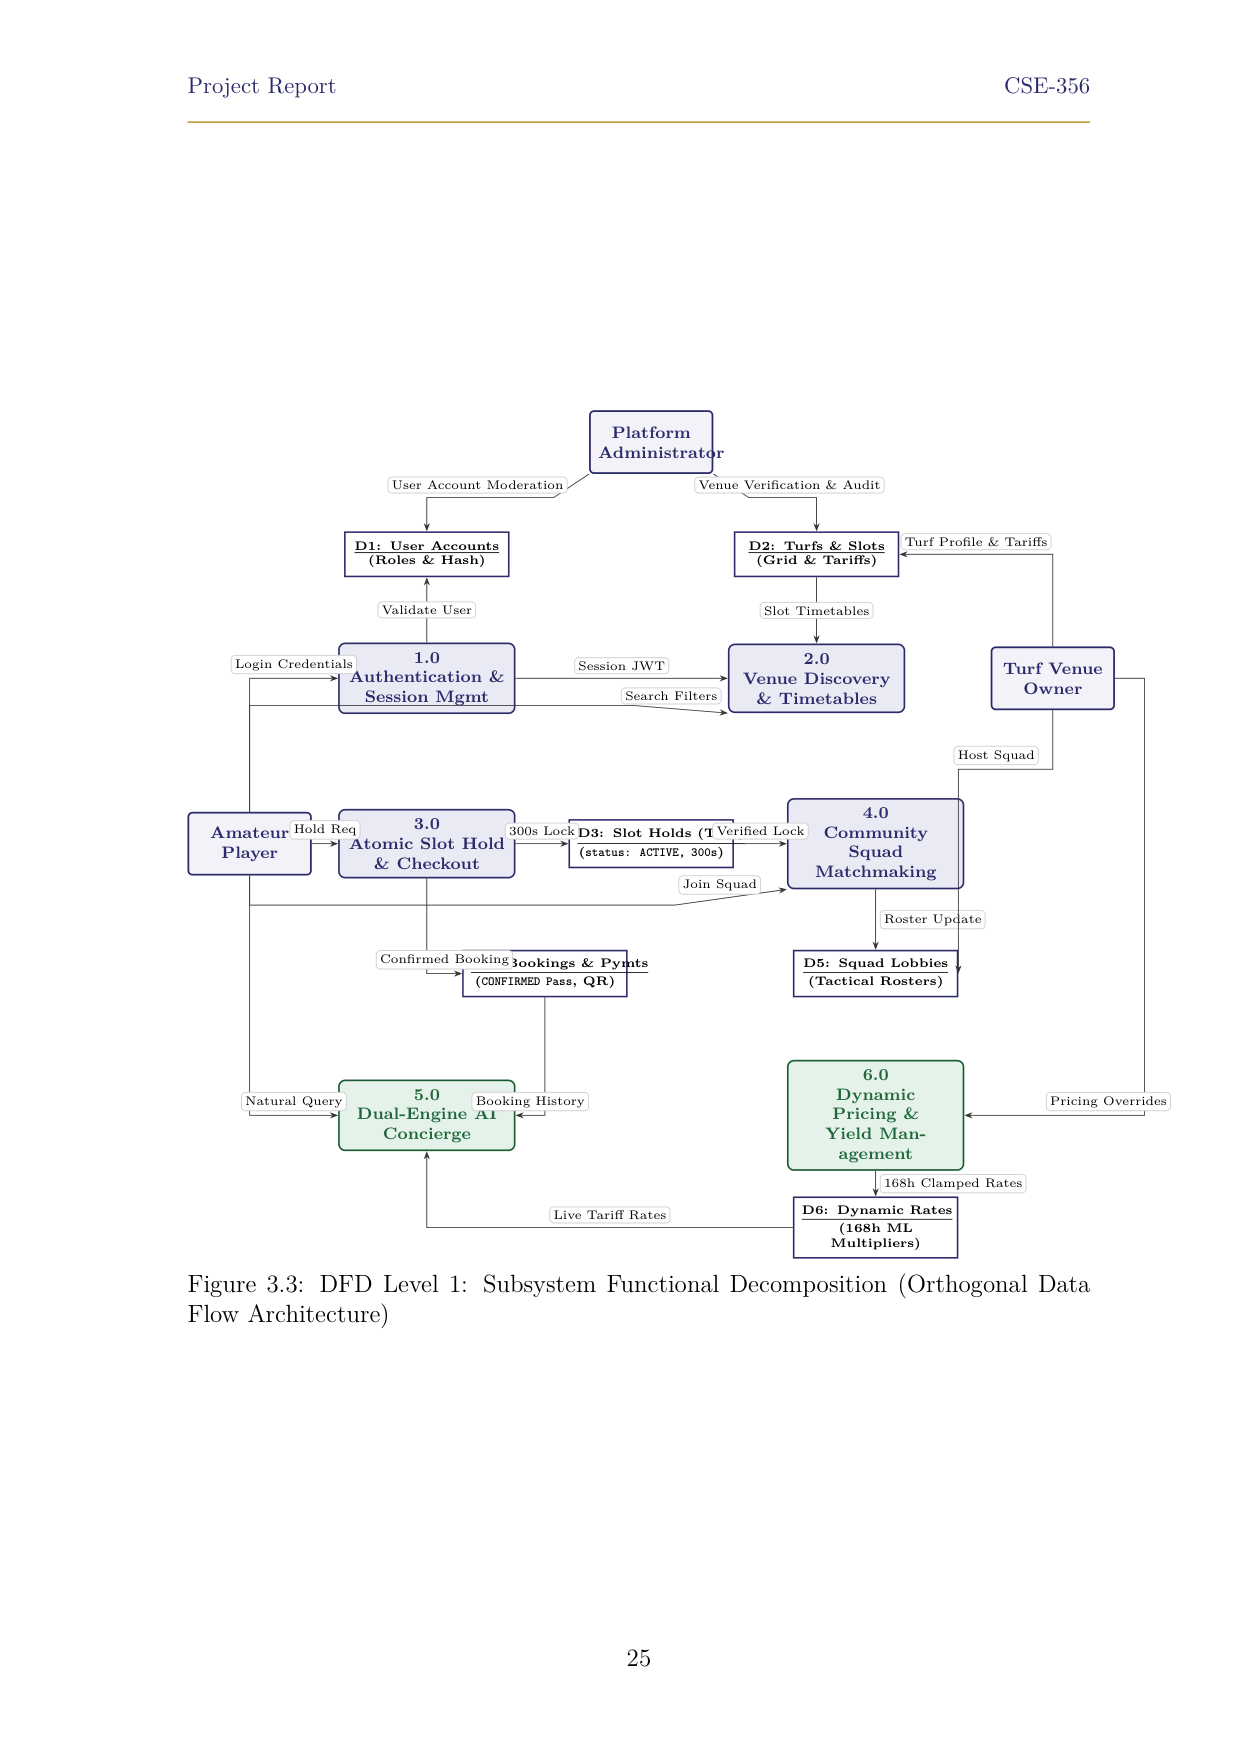 Project Report
CSE-356
Platform
Administrator
User Account Moderation
Venue Verification & Audit
D1: User Accounts
(Roles & Hash)
D2: Turfs & Slots
(Grid & Tariffs)
Turf Profile & Tariffs
Validate User
Slot Timetables
Login Credentials
1.0
Authentication &
Session Mgmt
Session JWT
Search Filters
2.0
Venue Discovery
& Timetables
Turf Venue
Owner
Host Squad
Amateur
Player
Hold Req
3.0
Atomic Slot Hold
& Checkout
300s Lock
D3: Slot Holds
(status: ACTIVE, 300s)
Verified Lock
4.0
Community
Squad
Matchmaking
Join Squad
Roster Update
Confirmed Booking
Bookings & Pymts
(CONFIRMED Pass, QR)
D5: Squad Lobbies
(Tactical Rosters)
Natural Query
5.0
Dual-Engine AI
Concierge
Booking History
6.0
Dynamic
Pricing &
Yield Man-
agement
Pricing Overrides
168h Clamped Rates
Live Tariff Rates
D6: Dynamic Rates
(168h ML
Multipliers)
Figure 3.3: DFD Level 1: Subsystem Functional Decomposition (Orthogonal Data
Flow Architecture)
25